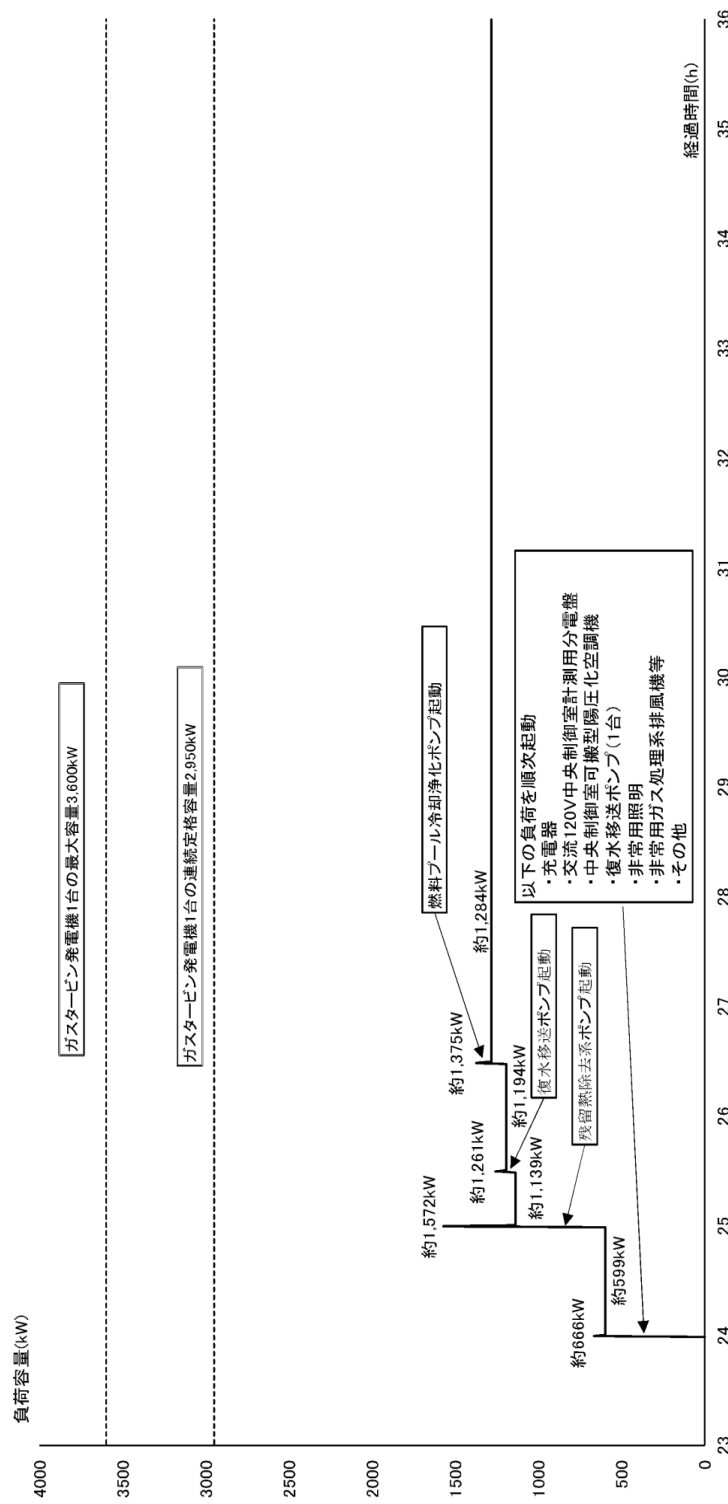 負荷容量(kW)
4000
3500
3000
2500
2000
1500
1000
500
0
ガスタービン発電機1台の最大容量3,600kW
ガスタービン発電機1台の連続定格容量2,950kW
燃料プール冷却浄化ポンプ起動
約1,572kW
約1,261kW
約1,375kW
約1,284kW
約666kW
約599kW
約1,139kW
約1,194kW
復水移送ポンプ起動
残留熱除去系ポンプ起動
以下の負荷を順次起動
・充電器
・交流120V中央制御室計測用分電盤
・中央制御室可搬型陽圧化空調機
・復水移送ポンプ(1台)
・非常用照明
・非常用ガス処理系排風機等
・その他
経過時間(h)
23 24 25 26 27 28 29 30 31 32 33 34 35 36